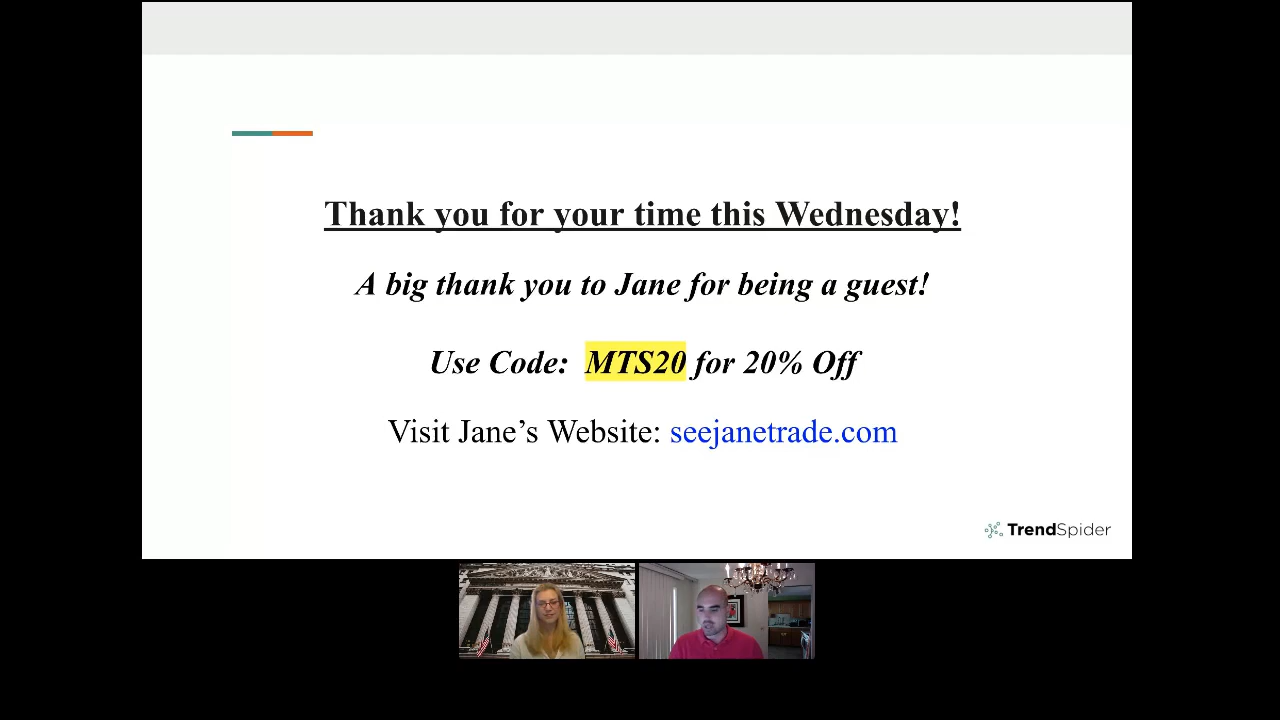 Thank you for your time this Wednesday!
A big thank you to Jane for being a guest!
Use Code: MTS20 for 20% Off
Visit Jane’s Website: seejanetrade.com
TrendSpider